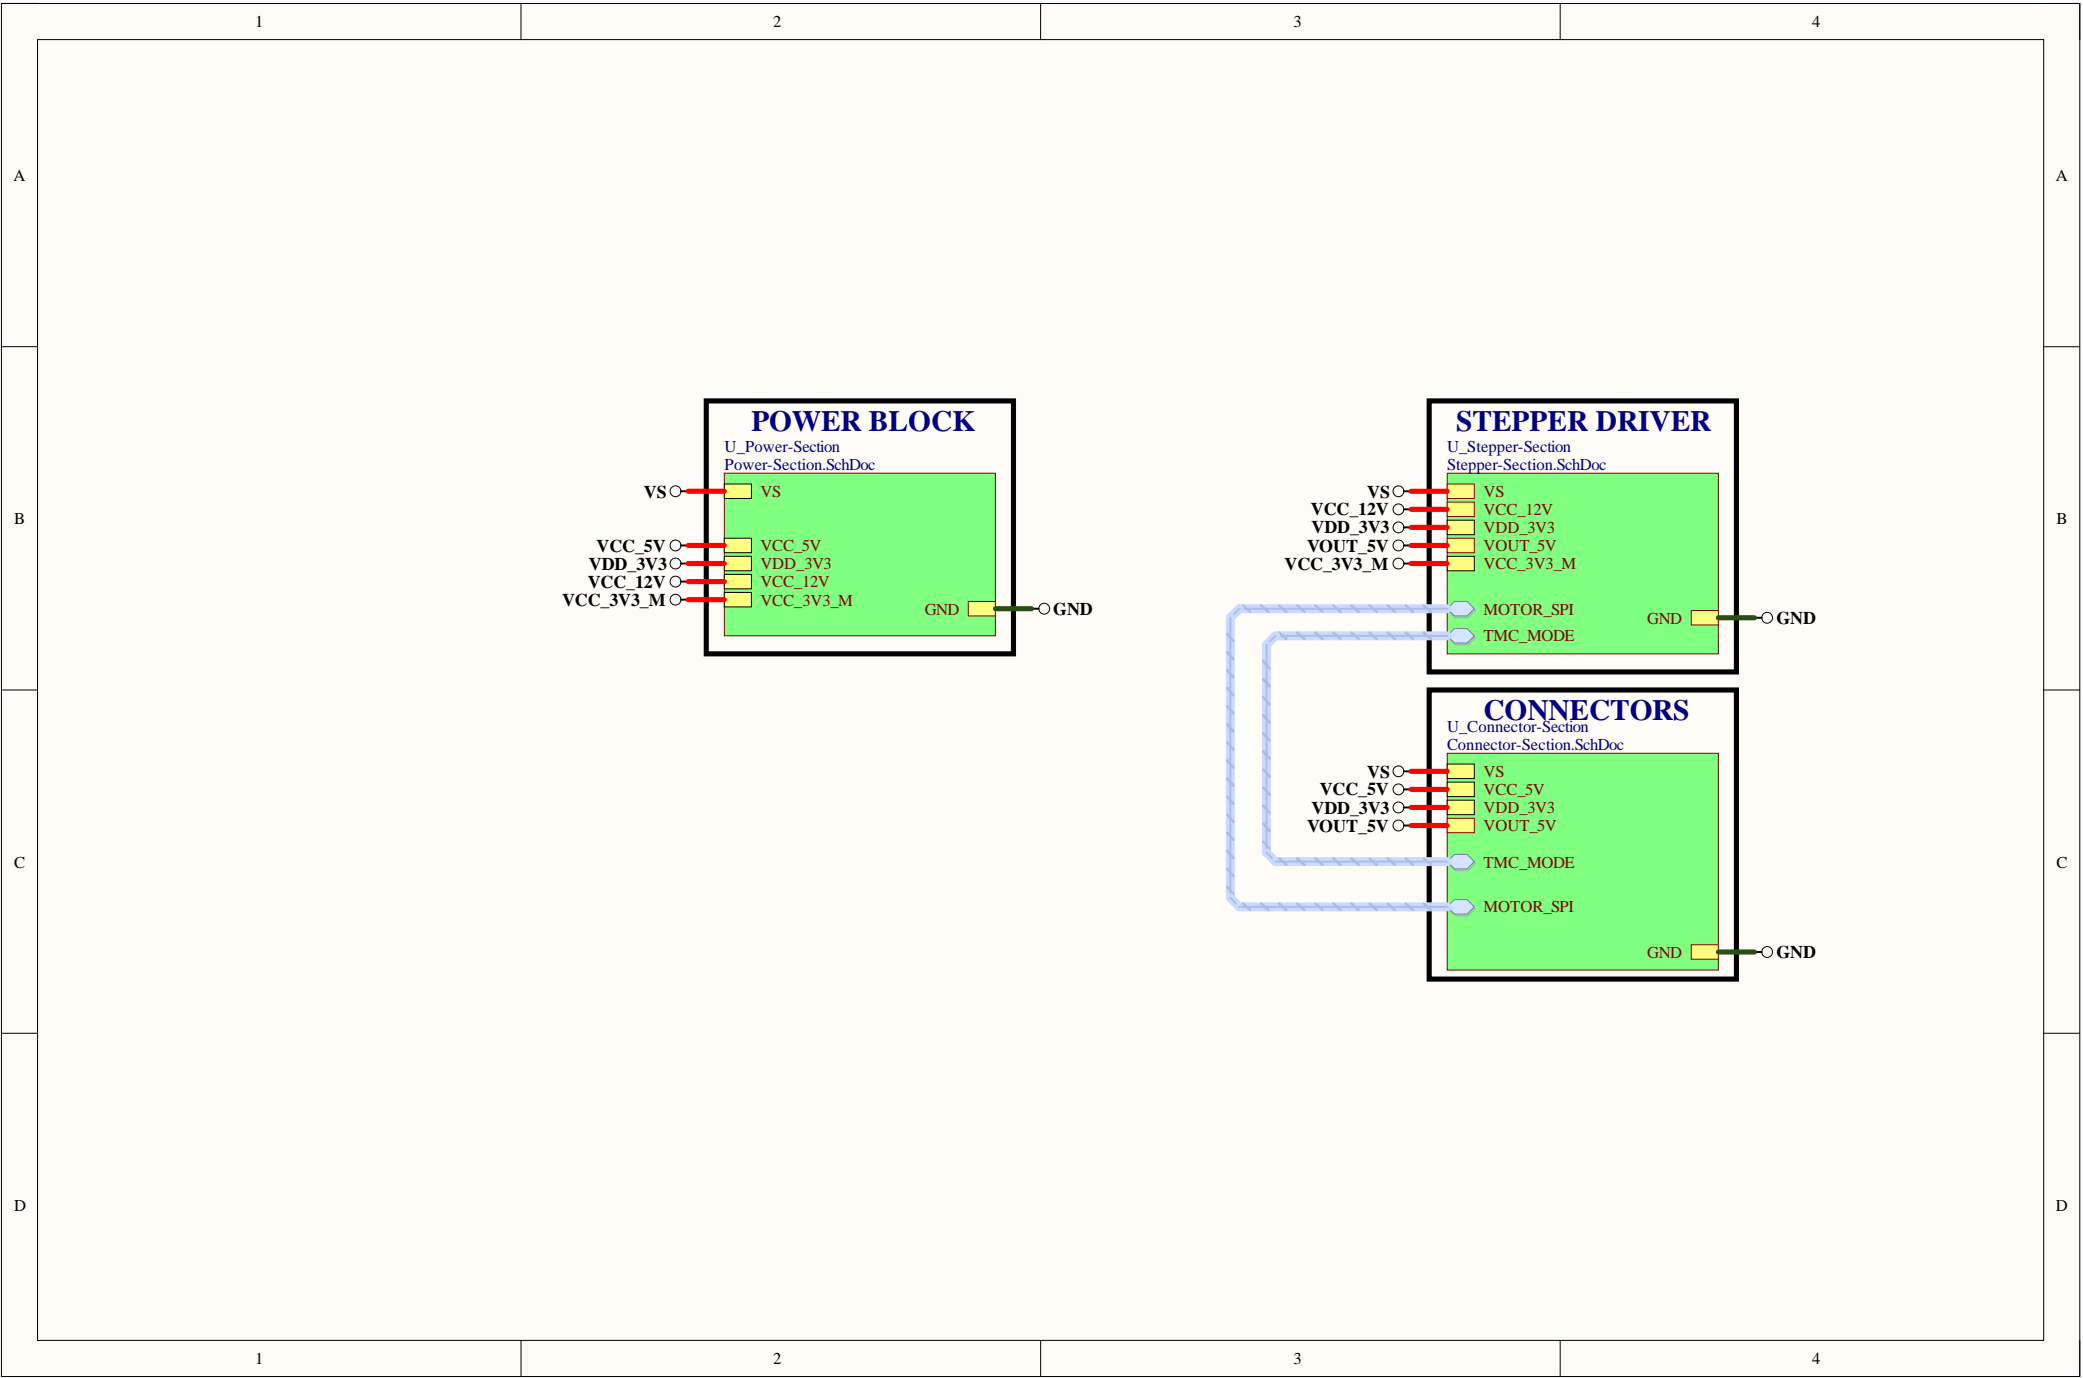 1 2 3 4
A A
POWER BLOCK
U_Power-Section
Power-Section.SchDoc
VS VS
VCC_5V VCC_5V
VDD_3V3 VDD_3V3
VCC_12V VCC_12V
VCC_3V3_M VCC_3V3_M
GND GND
STEPPER DRIVER
U_Stepper-Section
Stepper-Section.SchDoc
VS VS
VCC_12V VCC_12V
VDD_3V3 VDD_3V3
VOUT_5V VOUT_5V
VCC_3V3_M VCC_3V3_M
MOTOR_SPI
GND GND
TMC_MODE
B B
CONNECTORS
U_Connector-Section
Connector-Section.SchDoc
VS VS
VCC_5V VCC_5V
VDD_3V3 VDD_3V3
VOUT_5V VOUT_5V
TMC_MODE
MOTOR_SPI
GND GND
C C
D D
1 2 3 4